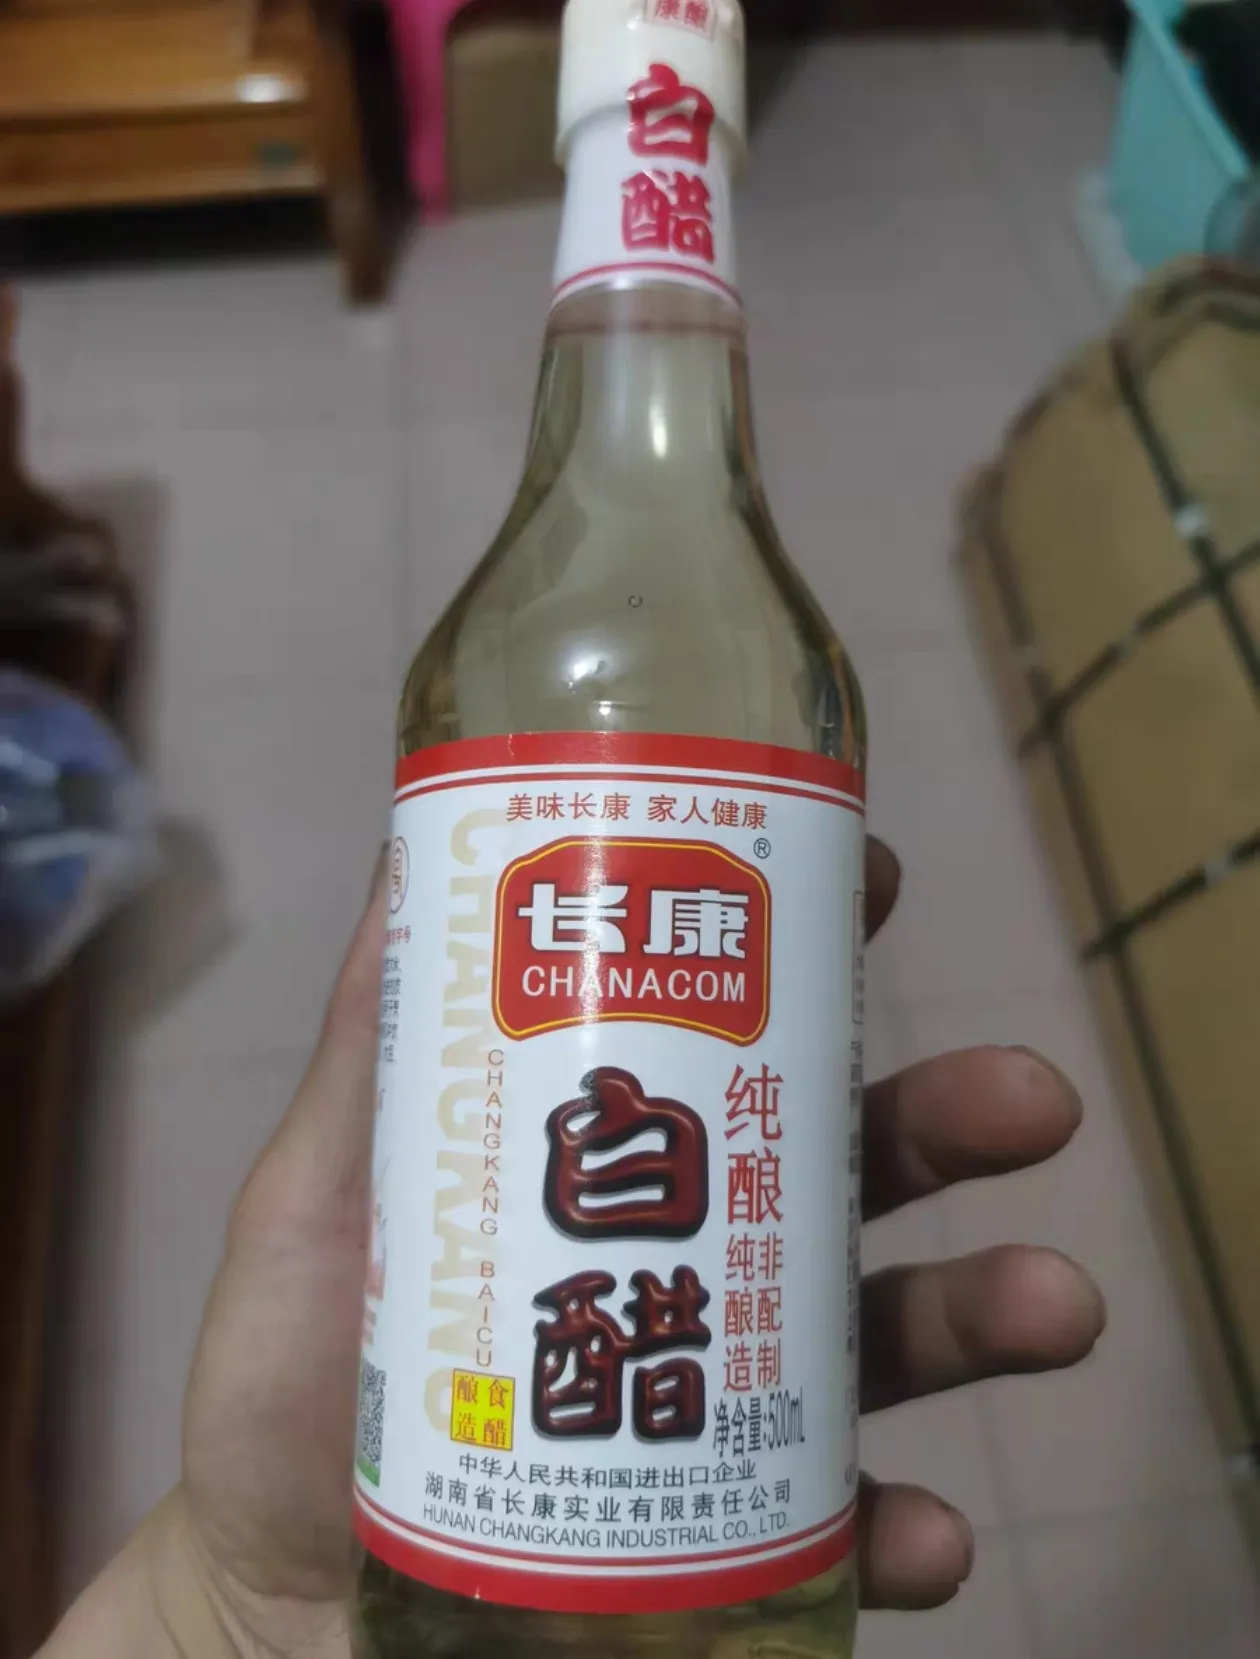 康酿
白醋
美味长康 家人健康
®
长康
CHANACOM
CHANGKANG
CHANGKANG BAICU
白醋
纯酿
非配制
纯酿造
食醋
酿造
净含量:500mL
中华人民共和国进出口企业
湖南省长康实业有限责任公司
HUNAN CHANGKANG INDUSTRIAL CO., LTD.